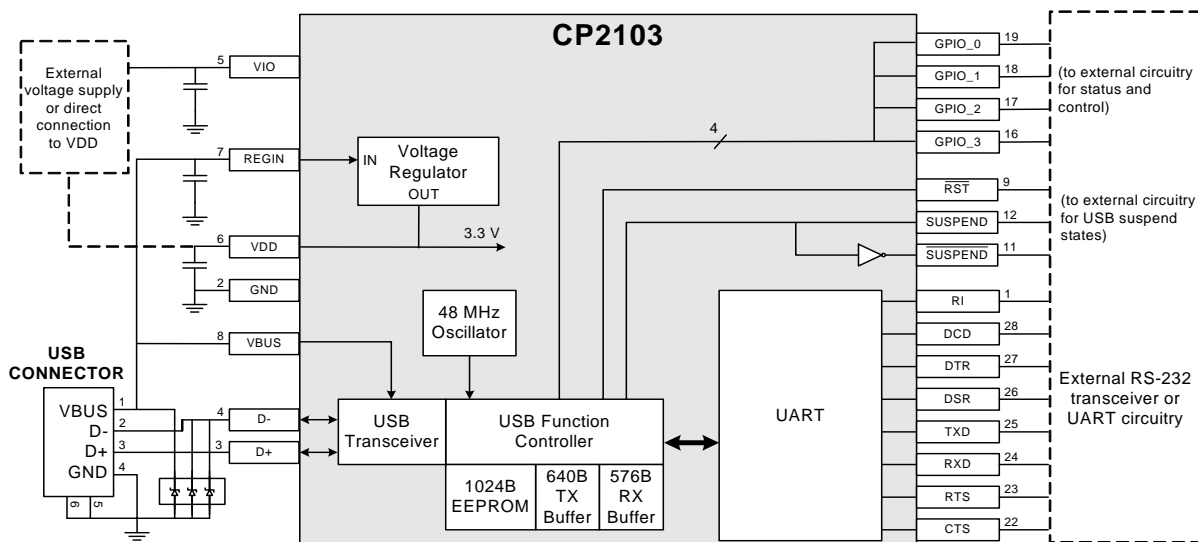 CP2103
External
voltage supply
or direct
connection
to VDD
5
VIO
7
REGIN
IN
Voltage
Regulator
OUT
6
VDD
3.3 V
2
GND
8
VBUS
48 MHz
Oscillator
USB
CONNECTOR
VBUS
1
D-
2
D+
3
GND
4
6
5
4
D-
3
D+
USB
Transceiver
USB Function
Controller
1024B
EEPROM
640B
TX
Buffer
576B
RX
Buffer
UART
4
GPIO_0
19
GPIO_1
18
GPIO_2
17
GPIO_3
16
RST
9
SUSPEND
12
SUSPEND
11
RI
1
DCD
28
DTR
27
DSR
26
TXD
25
RXD
24
RTS
23
CTS
22
(to external circuitry
for status and
control)
(to external circuitry
for USB suspend
states)
External RS-232
transceiver or
UART circuitry